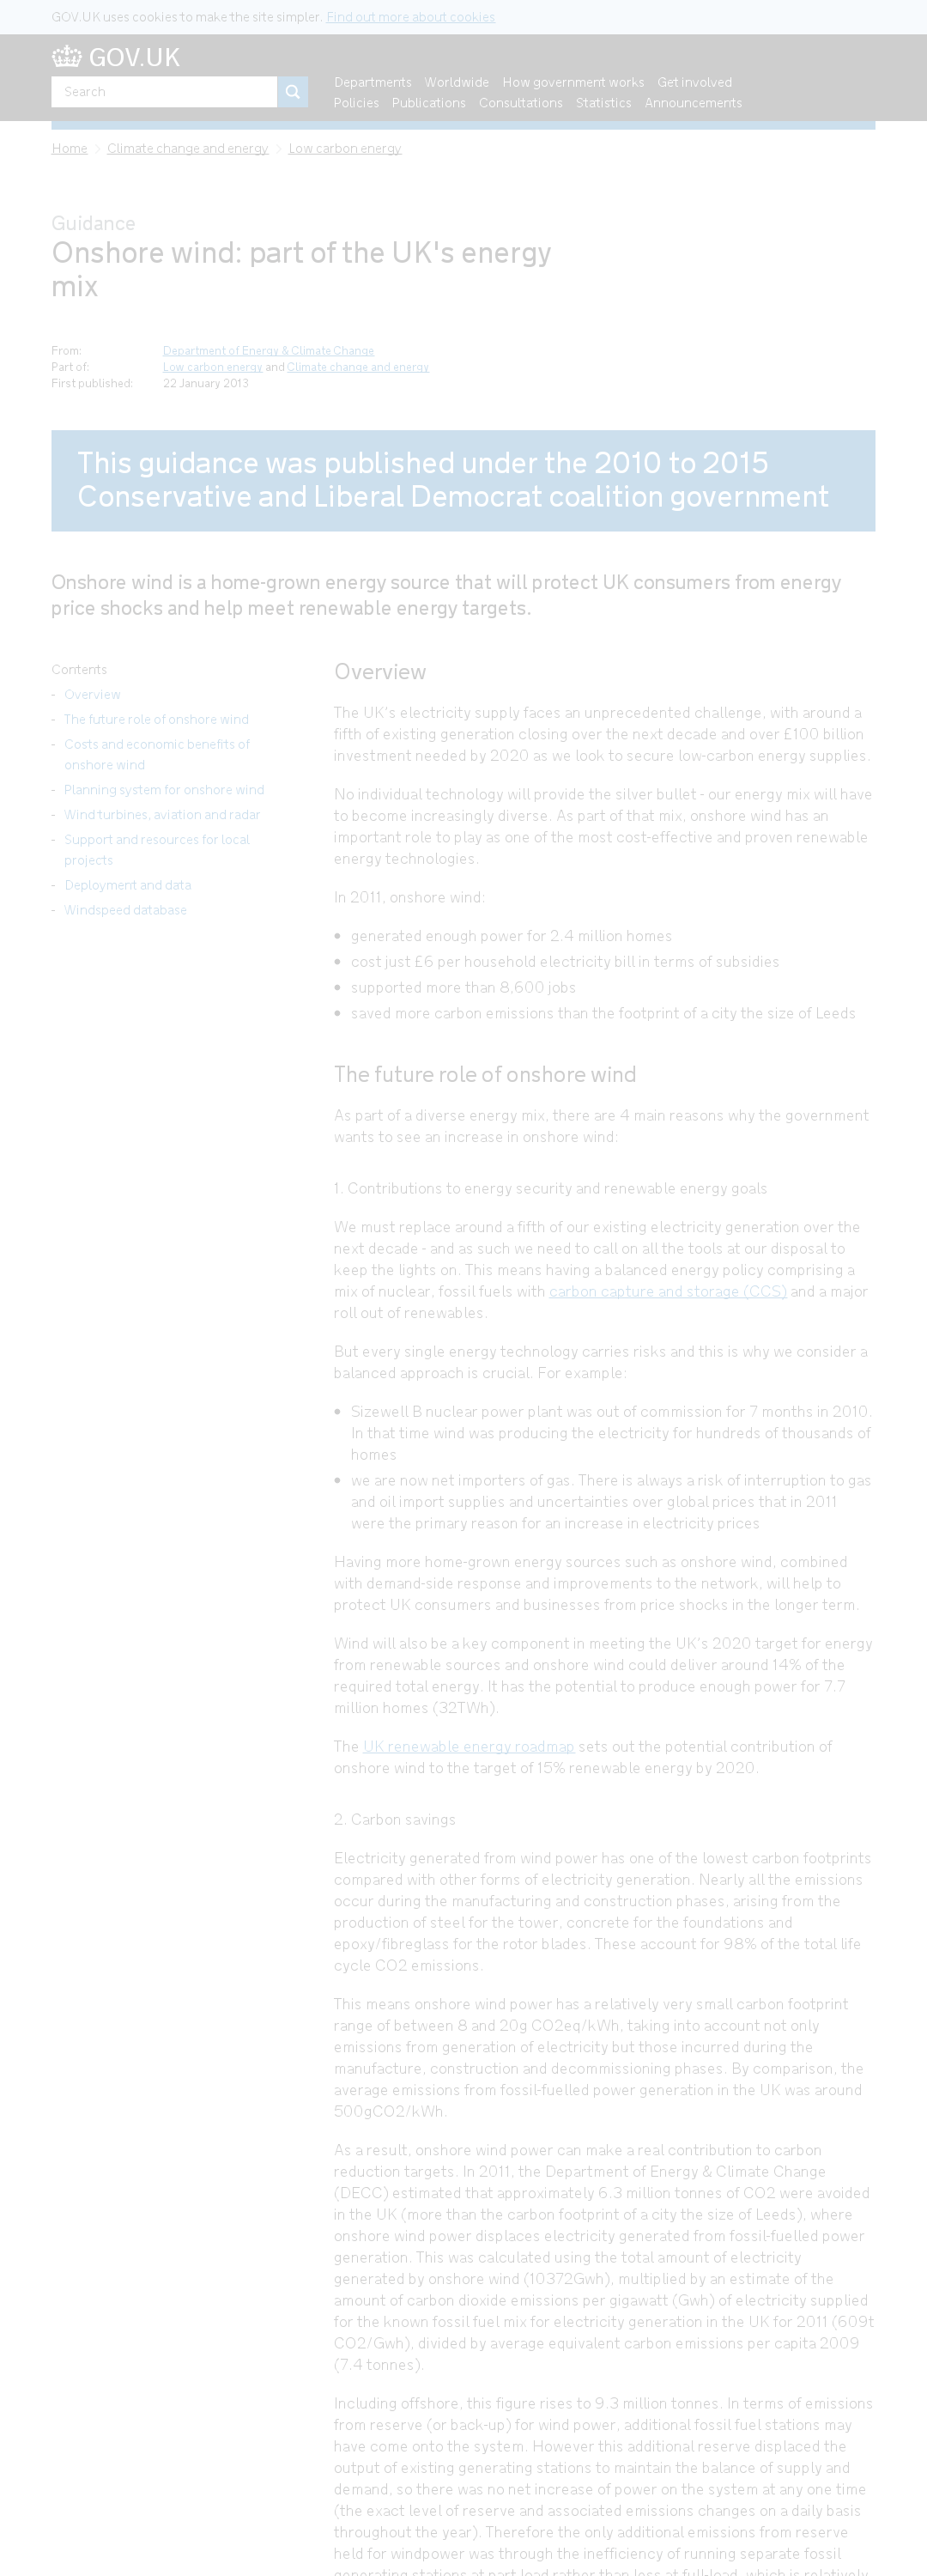 GOV.UK uses cookies to make the site simpler. Find out more about cookies
GOV.UK
Search
Departments Worldwide How government works Get involved
Policies Publications Consultations Statistics Announcements
Home Climate change and energy Low carbon energy
Guidance
Onshore wind: part of the UK's energy
mix
From: Department of Energy & Climate Change
Part of: Low carbon energy and Climate change and energy
First published: 22 January 2013
This guidance was published under the 2010 to 2015
Conservative and Liberal Democrat coalition government
Onshore wind is a home-grown energy source that will protect UK consumers from energy
price shocks and help meet renewable energy targets.
Contents
- Overview
- The future role of onshore wind
- Costs and economic benefits of
onshore wind
- Planning system for onshore wind
- Wind turbines, aviation and radar
- Support and resources for local
projects
- Deployment and data
- Windspeed database
Overview
The UK's electricity supply faces an unprecedented challenge, with around a
fifth of existing generation closing over the next decade and over £100 billion
investment needed by 2020 as we look to secure low-carbon energy supplies.
No individual technology will provide the silver bullet - our energy mix will have
to become increasingly diverse. As part of that mix, onshore wind has an
important role to play as one of the most cost-effective and proven renewable
energy technologies.
In 2011, onshore wind:
• generated enough power for 2.4 million homes
• cost just £6 per household electricity bill in terms of subsidies
• supported more than 8,600 jobs
• saved more carbon emissions than the footprint of a city the size of Leeds
The future role of onshore wind
As part of a diverse energy mix, there are 4 main reasons why the government
wants to see an increase in onshore wind:
1. Contributions to energy security and renewable energy goals
We must replace around a fifth of our existing electricity generation over the
next decade - and as such we need to call on all the tools at our disposal to
keep the lights on. This means having a balanced energy policy comprising a
mix of nuclear, fossil fuels with carbon capture and storage (CCS) and a major
roll out of renewables.
But every single energy technology carries risks and this is why we consider a
balanced approach is crucial. For example:
• Sizewell B nuclear power plant was out of commission for 7 months in 2010.
In that time wind was producing the electricity for hundreds of thousands of
homes
• we are now net importers of gas. There is always a risk of interruption to gas
and oil import supplies and uncertainties over global prices that in 2011
were the primary reason for an increase in electricity prices
Having more home-grown energy sources such as onshore wind, combined
with demand-side response and improvements to the network, will help to
protect UK consumers and businesses from price shocks in the longer term.
Wind will also be a key component in meeting the UK's 2020 target for energy
from renewable sources and onshore wind could deliver around 14% of the
required total energy. It has the potential to produce enough power for 7.7
million homes (32TWh).
The UK renewable energy roadmap sets out the potential contribution of
onshore wind to the target of 15% renewable energy by 2020.
2. Carbon savings
Electricity generated from wind power has one of the lowest carbon footprints
compared with other forms of electricity generation. Nearly all the emissions
occur during the manufacturing and construction phases, arising from the
production of steel for the tower, concrete for the foundations and
epoxy/fibreglass for the rotor blades. These account for 98% of the total life
cycle CO2 emissions.
This means onshore wind power has a relatively very small carbon footprint
range of between 8 and 20g CO2eq/kWh, taking into account not only
emissions from generation of electricity but those incurred during the
manufacture, construction and decommissioning phases. By comparison, the
average emissions from fossil-fuelled power generation in the UK was around
500gCO2/kWh.
As a result, onshore wind power can make a real contribution to carbon
reduction targets. In 2011, the Department of Energy & Climate Change
(DECC) estimated that approximately 6.3 million tonnes of CO2 were avoided
in the UK (more than the carbon footprint of a city the size of Leeds), where
onshore wind power displaces electricity generated from fossil-fuelled power
generation. This was calculated using the total amount of electricity
generated by onshore wind (10372Gwh), multiplied by an estimate of the
amount of carbon dioxide emissions per gigawatt (Gwh) of electricity supplied
for the known fossil fuel mix for electricity generation in the UK for 2011 (609t
CO2/Gwh), divided by average equivalent carbon emissions per capita 2009
(7.4 tonnes).
Including offshore, this figure rises to 9.3 million tonnes. In terms of emissions
from reserve (or back-up) for wind power, additional fossil fuel stations may
have come onto the system. However this additional reserve displaced the
output of existing generating stations to maintain the balance of supply and
demand, so there was no net increase of power on the system at any one time
(the exact level of reserve and associated emissions changes on a daily basis
throughout the year). Therefore the only additional emissions from reserve
held for windpower was through the inefficiency of running separate fossil
generating stations at part load rather than less at full-load, which is relatively